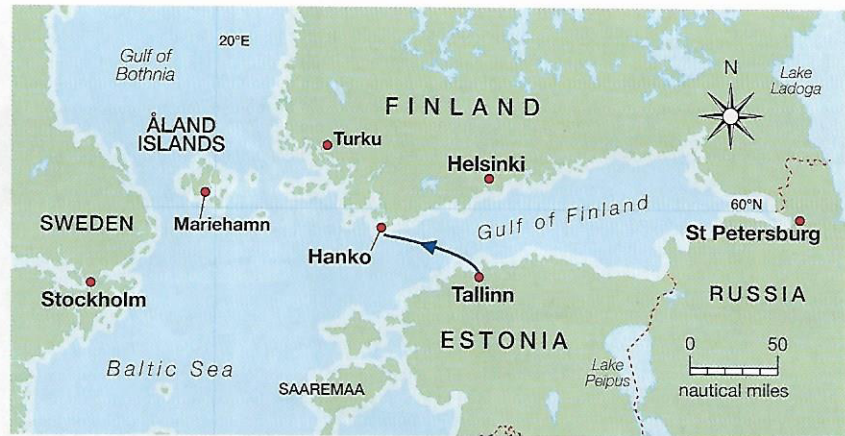 20°E
Gulf of
Bothnia
N
Lake
Ladoga
FINLAND
ÅLAND
ISLANDS
Turku
Helsinki
Mariehamn
60°N
SWEDEN
Gulf of Finland
St Petersburg
Hanko
Stockholm
Tallinn
RUSSIA
ESTONIA
0 50
nautical miles
Baltic Sea
Lake
Peipus
SAAREMAA